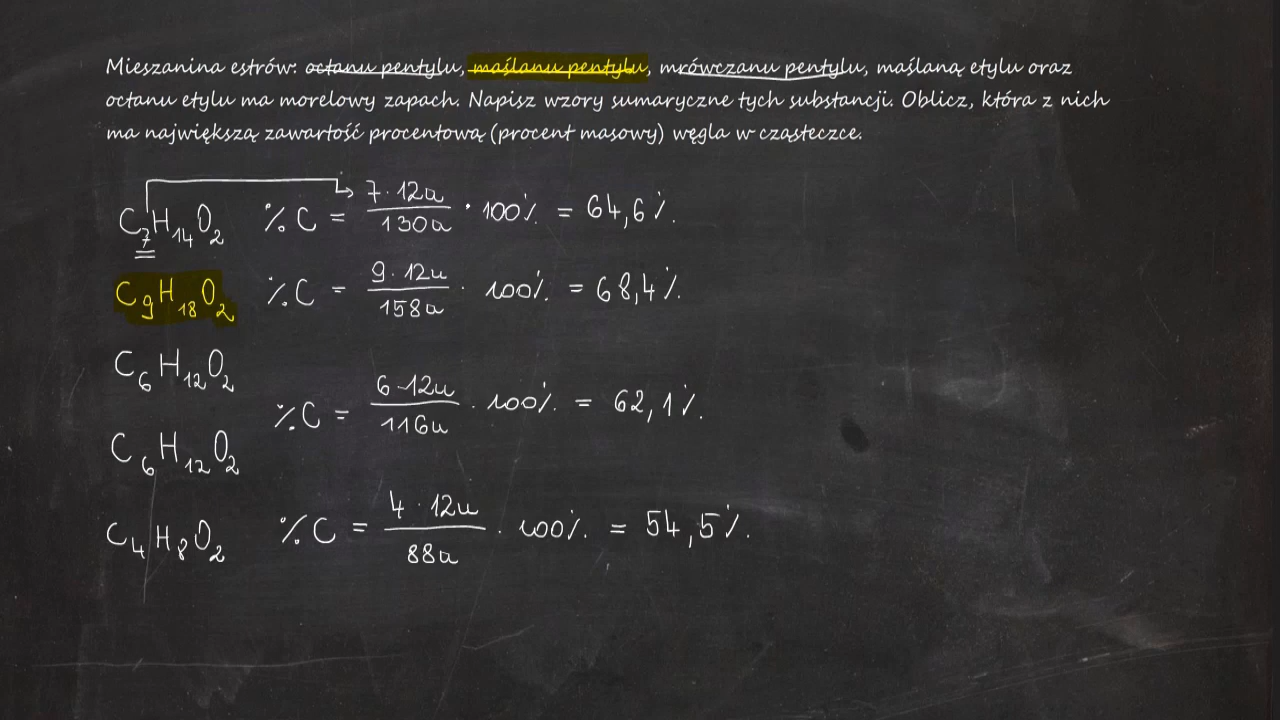 Mieszanina estrów: octanu pentylu, maślanu pentylu, mrówczanu pentylu, maślaną etylu oraz
octanu etylu ma morelowy zapach. Napisz wzory sumaryczne tych substancji. Oblicz, która z nich
ma największą zawartość procentową (procent masowy) węgla w cząsteczce.
C₇H₁₄O₂ %C = 7·12u/130u · 100% = 64,6%.
C₉H₁₈O₂ %C = 9·12u/158u · 100% = 68,4%.
C₆H₁₂O₂
%C = 6·12u/116u · 100% = 62,1%.
C₆H₁₂O₂
C₄H₈O₂ %C = 4·12u/88u · 100% = 54,5%.